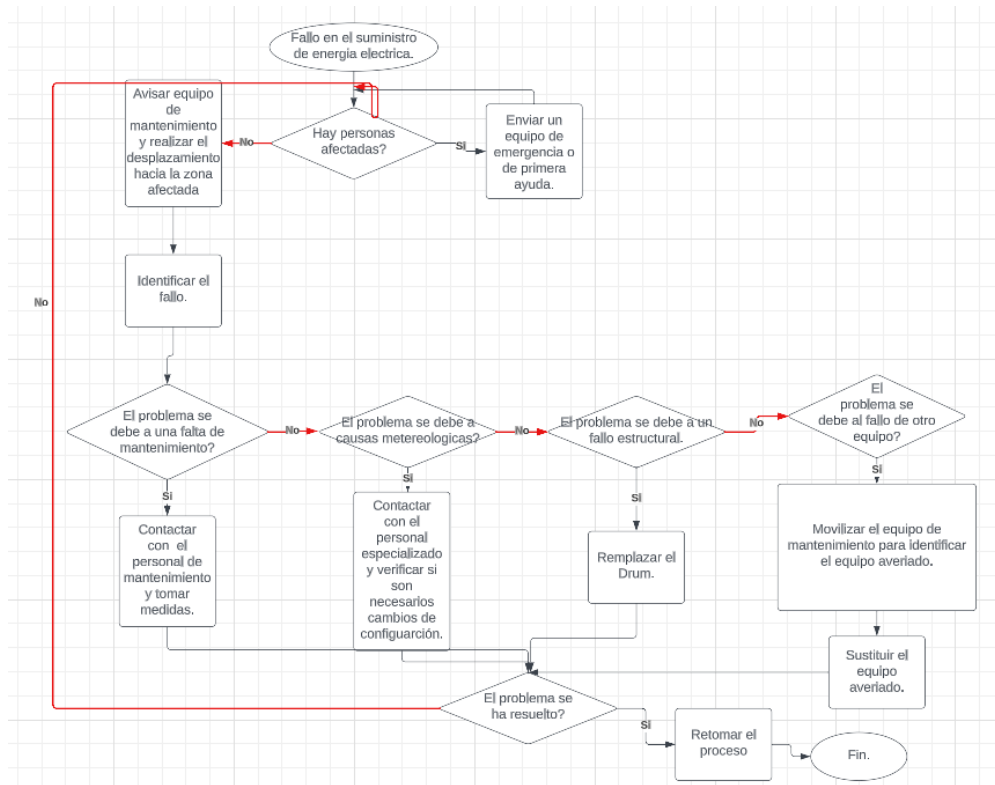 Fallo en el suministro
de energia electrica.
Avisar equipo
de
mantenimiento
y realizar el
desplazamiento
hacia la zona
afectada
No
Hay personas
afectadas?
Si
Enviar un
equipo de
emergencia o
de primera
ayuda.
Identificar el
fallo.
No
El problema se
debe a una falta de
mantenimiento?
No
El problema se debe a
causas metereologicas?
No
El problema se debe a un
fallo estructural.
No
El
problema se
debe al fallo de otro
equipo?
Si
Si
Si
Si
Contactar
con el
personal de
mantenimiento
y tomar
medidas.
Contactar
con el
personal
especializado
y verificar si
son
necesarios
cambios de
configuarción.
Remplazar el
Drum.
Movilizar el equipo de
mantenimiento para identificar
el equipo averiado.
Sustituir el
equipo
averiado.
El problema se
ha resuelto?
Si
Retomar el
proceso
Fin.